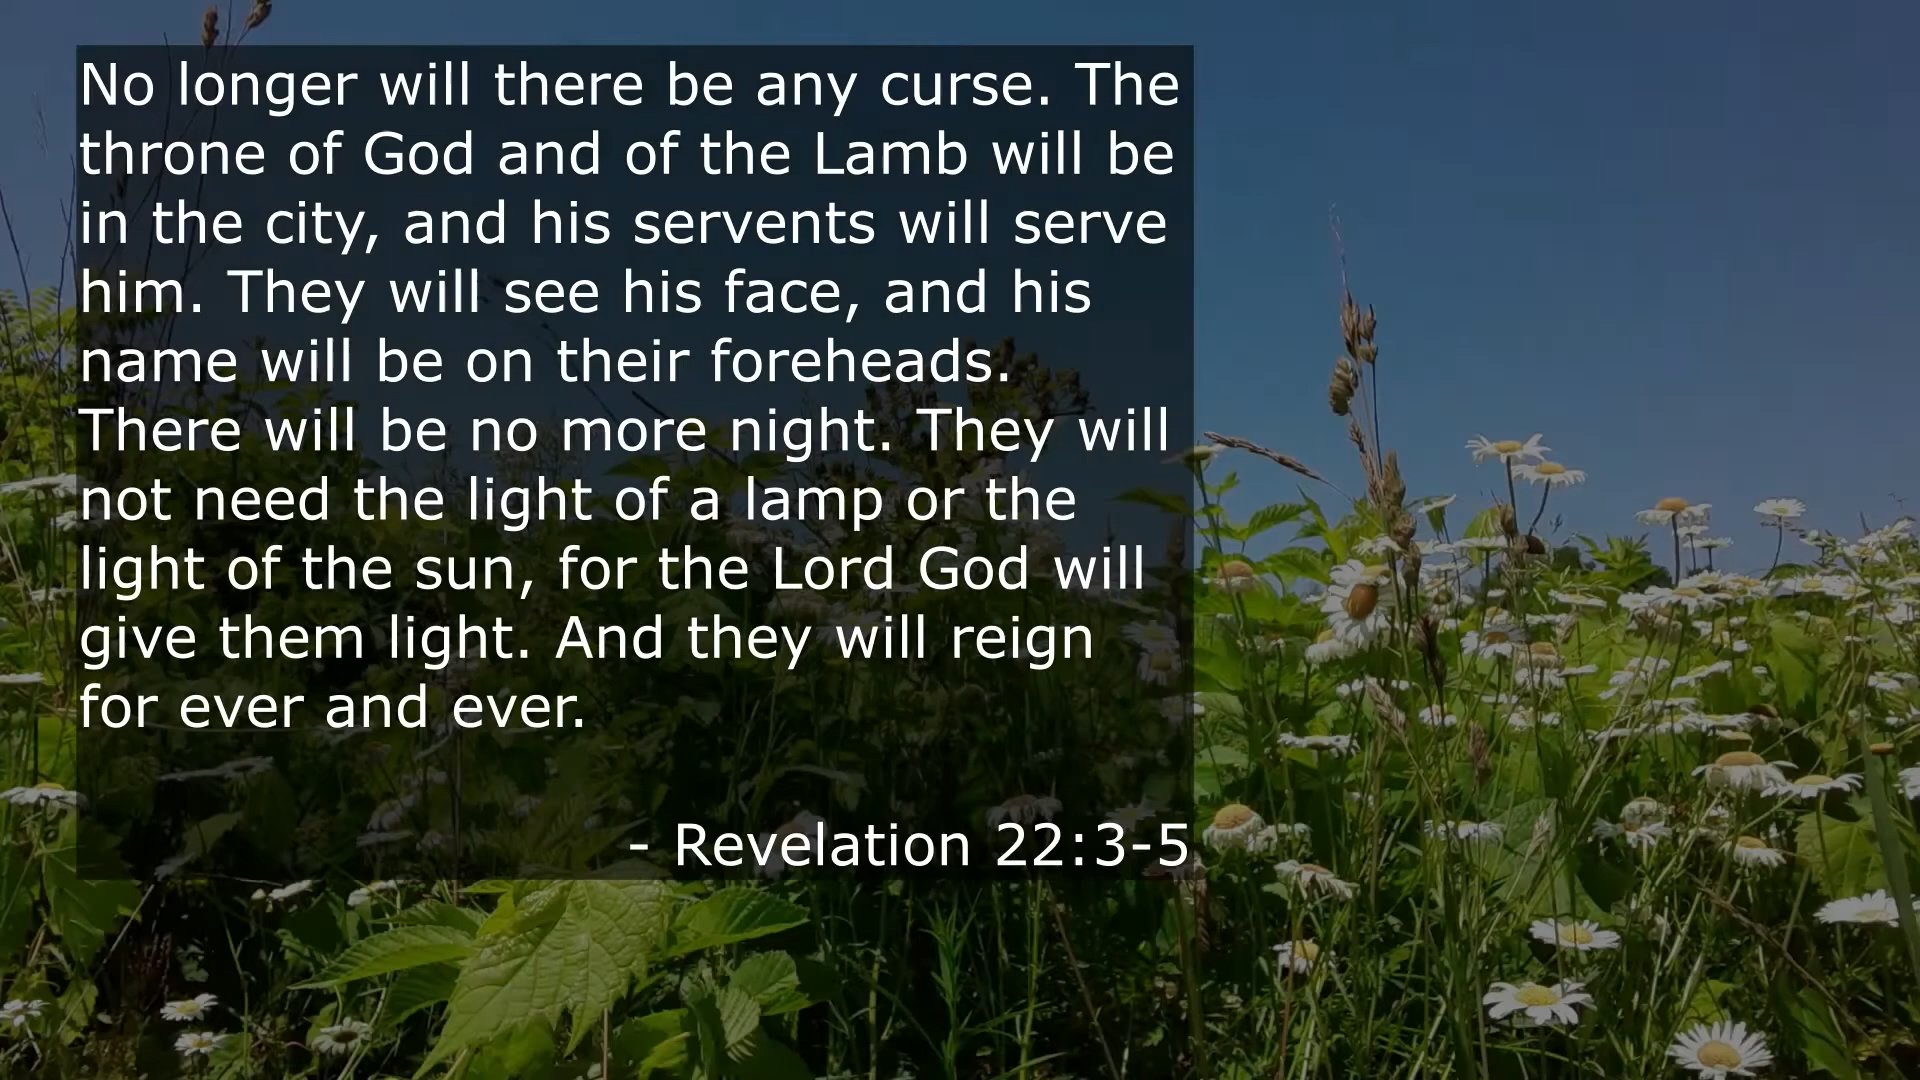 No longer will there be any curse. The
throne of God and of the Lamb will be
in the city, and his servents will serve
him. They will see his face, and his
name will be on their foreheads.
There will be no more night. They will
not need the light of a lamp or the
light of the sun, for the Lord God will
give them light. And they will reign
for ever and ever.
- Revelation 22:3-5